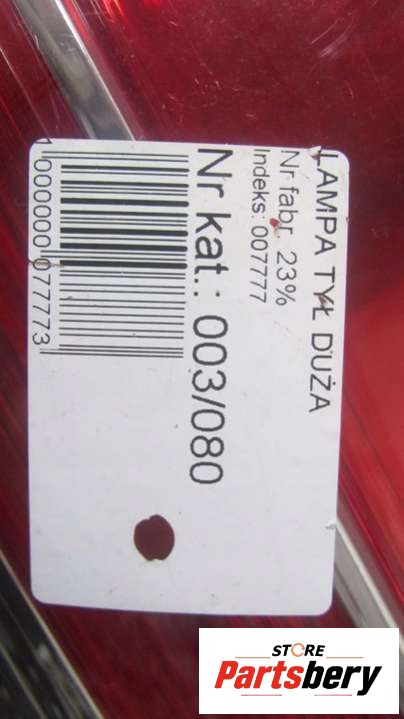 LAMPA TYŁ DUŻA
Nr fabr. 23%
Indeks: 007777
Nr kat.: 003/080
1000000077773
STORE
Partsbery